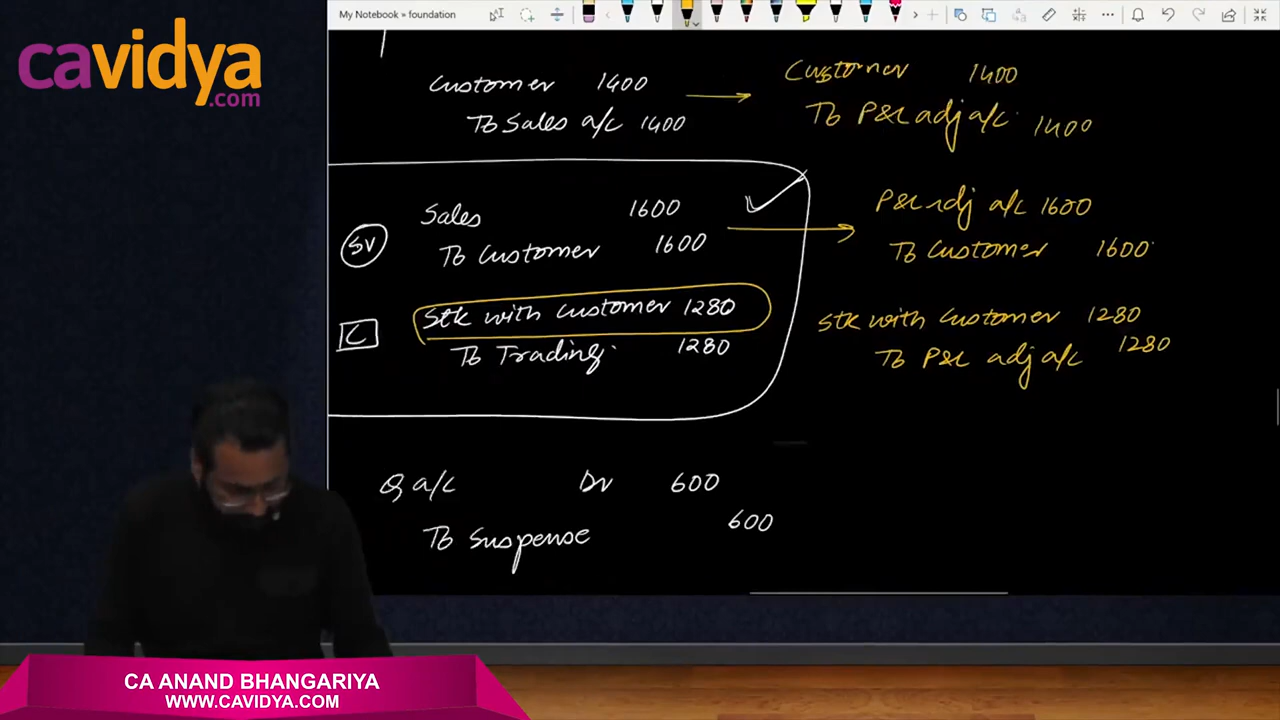 cavidya
.com
My Notebook » foundation
Customer 1400
To Sales a/c 1400
Customer 1400
To P&L adj a/c 1400
SV
Sales 1600
To Customer 1600
P&L adj a/c 1600
To Customer 1600
C
Stk with Customer 1280
To Trading 1280
Stk with Customer 1280
To P&L adj a/c 1280
Q a/c Dr 600
To Suspense 600
CA ANAND BHANGARIYA
WWW.CAVIDYA.COM